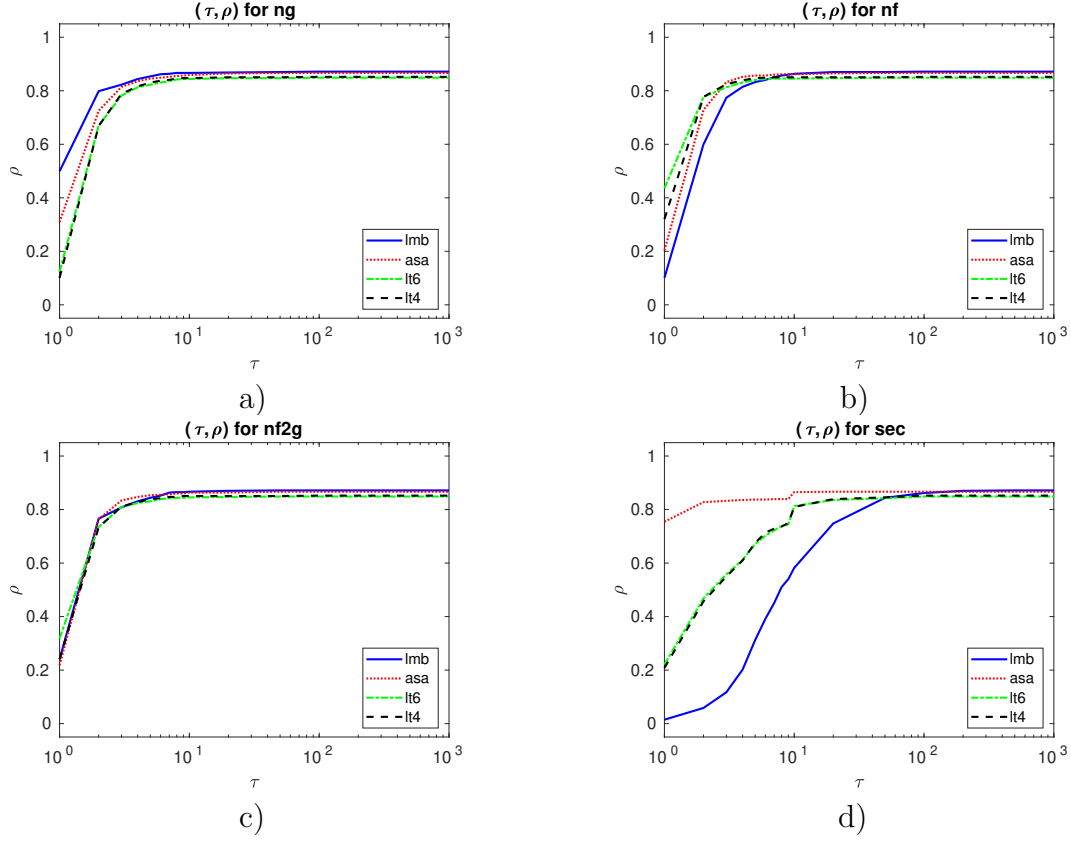 (τ, ρ) for ng
1
0.8
0.6
ρ
0.4
0.2
0
lmb
asa
lt6
lt4
10^0 10^1 10^2 10^3
τ
a)
(τ, ρ) for nf
1
0.8
0.6
ρ
0.4
0.2
0
lmb
asa
lt6
lt4
10^0 10^1 10^2 10^3
τ
b)
(τ, ρ) for nf2g
1
0.8
0.6
ρ
0.4
0.2
0
lmb
asa
lt6
lt4
10^0 10^1 10^2 10^3
τ
c)
(τ, ρ) for sec
1
0.8
0.6
ρ
0.4
0.2
0
lmb
asa
lt6
lt4
10^0 10^1 10^2 10^3
τ
d)